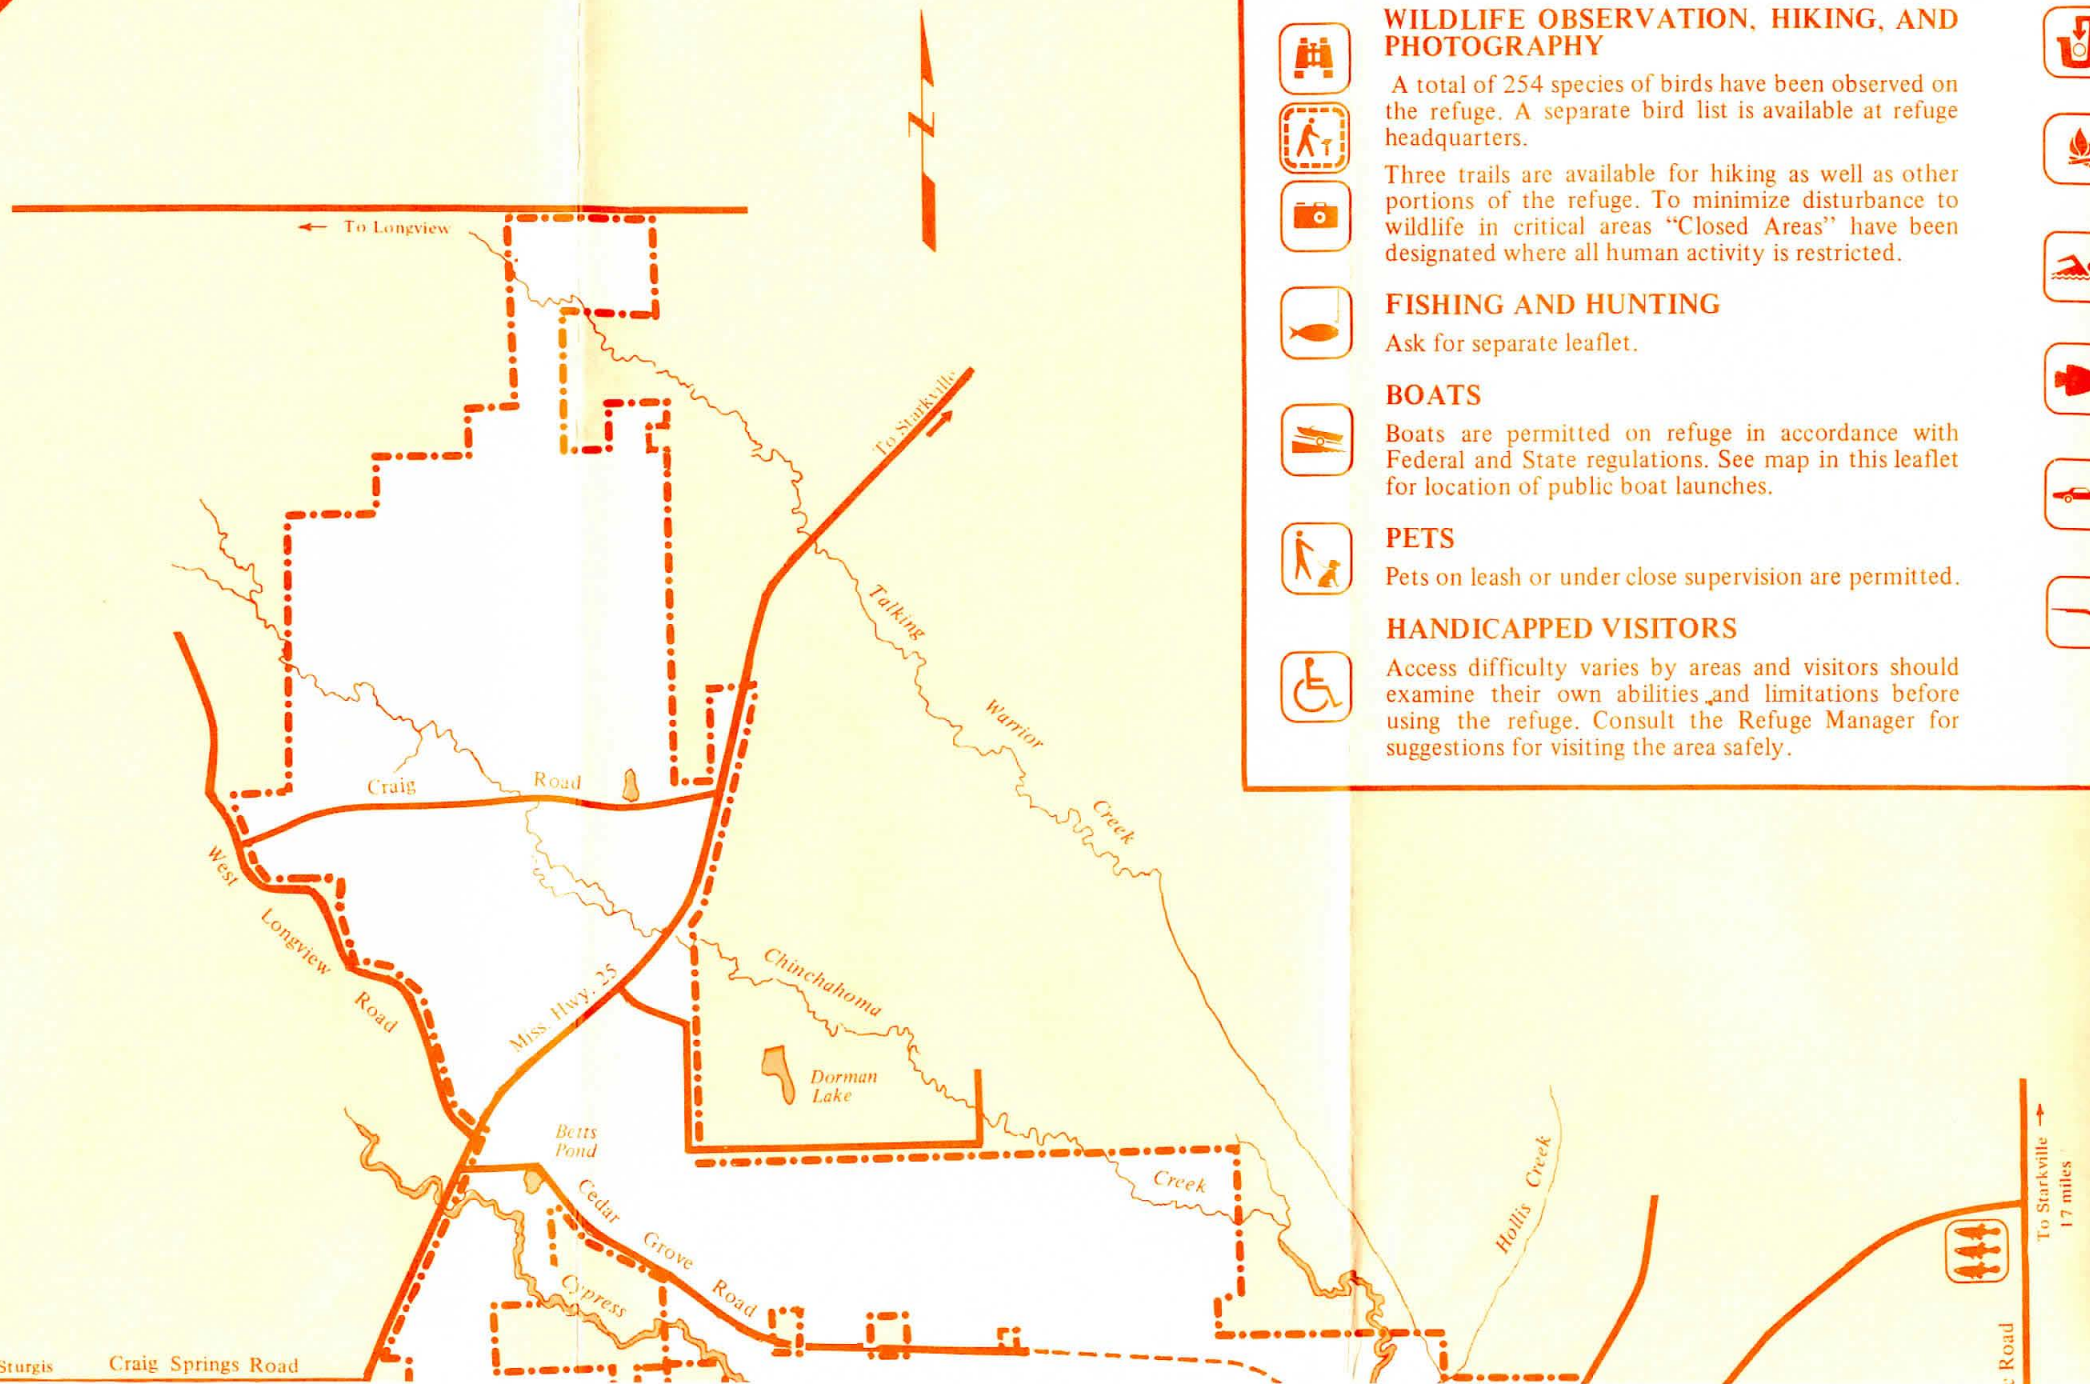 WILDLIFE OBSERVATION, HIKING, AND
PHOTOGRAPHY
A total of 254 species of birds have been observed on
the refuge. A separate bird list is available at refuge
headquarters.
Three trails are available for hiking as well as other
portions of the refuge. To minimize disturbance to
wildlife in critical areas “Closed Areas” have been
designated where all human activity is restricted.
FISHING AND HUNTING
Ask for separate leaflet.
BOATS
Boats are permitted on refuge in accordance with
Federal and State regulations. See map in this leaflet
for location of public boat launches.
PETS
Pets on leash or under close supervision are permitted.
HANDICAPPED VISITORS
Access difficulty varies by areas and visitors should
examine their own abilities and limitations before
using the refuge. Consult the Refuge Manager for
suggestions for visiting the area safely.
N
← To Longview
To Starkville →
Talking
Warrior
Creek
Craig Road
West
Longview
Road
Miss. Hwy. 25
Chinchahoma
Creek
Dorman
Lake
Betts
Pond
Cedar
Grove
Road
Cypress
Hollis Creek
To Starkville →
17 miles
Road
Sturgis
Craig Springs Road